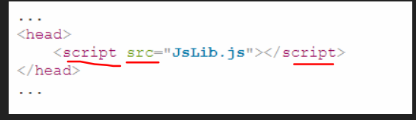 ...
<head>
<script src="JsLib.js"></script>
</head>
...